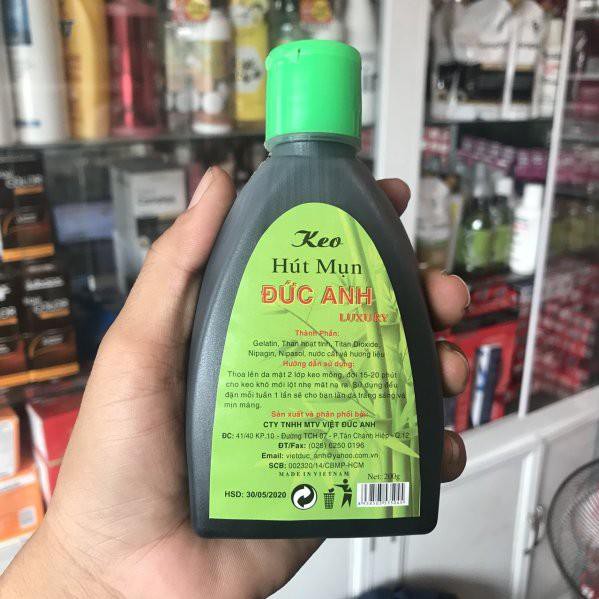 Keo
Hút Mụn
ĐỨC ANH
LUXURY
Thành Phần:
Gelatin, Than hoạt tính, Titan Dioxide,
Nipagin, Nipasol, nước cất và hương liệu
Hướng dẫn sử dụng:
Thoa lên da mặt 2 lớp keo mỏng, đợi 15-20 phút
cho keo khô mới lột nhẹ mặt nạ ra. Sử dụng đều
đặn mỗi tuần 1 lần sẽ cho bạn làn da trắng sáng và
mịn màng.
Sản xuất và phân phối bởi:
CTY TNHH MTV VIỆT ĐỨC ANH
ĐC: 41/40 KP.10 - Đường TCH 07 - P.Tân Chánh Hiệp - Q.12
ĐT/Fax: (028) 6250 0196
Email: vietduc_anh@yahoo.com.vn
SCB: 002320/14/CBMP-HCM
MADE IN VIETNAM
Net: 200g
HSD: 30/05/2020